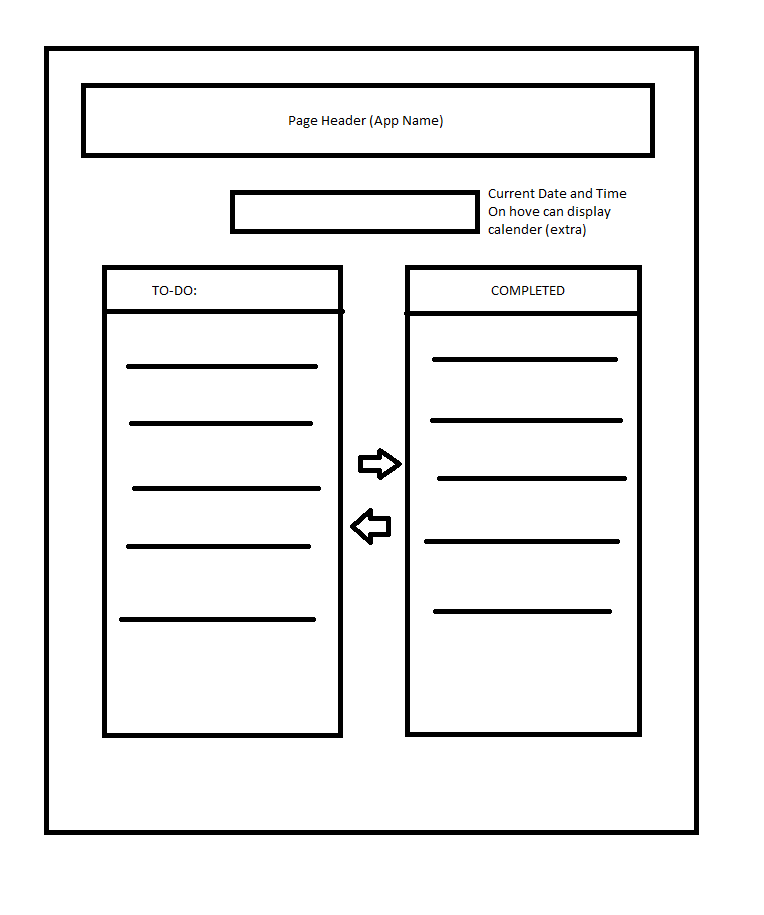 Page Header (App Name)
Current Date and Time
On hove can display
calender (extra)
TO-DO:
COMPLETED